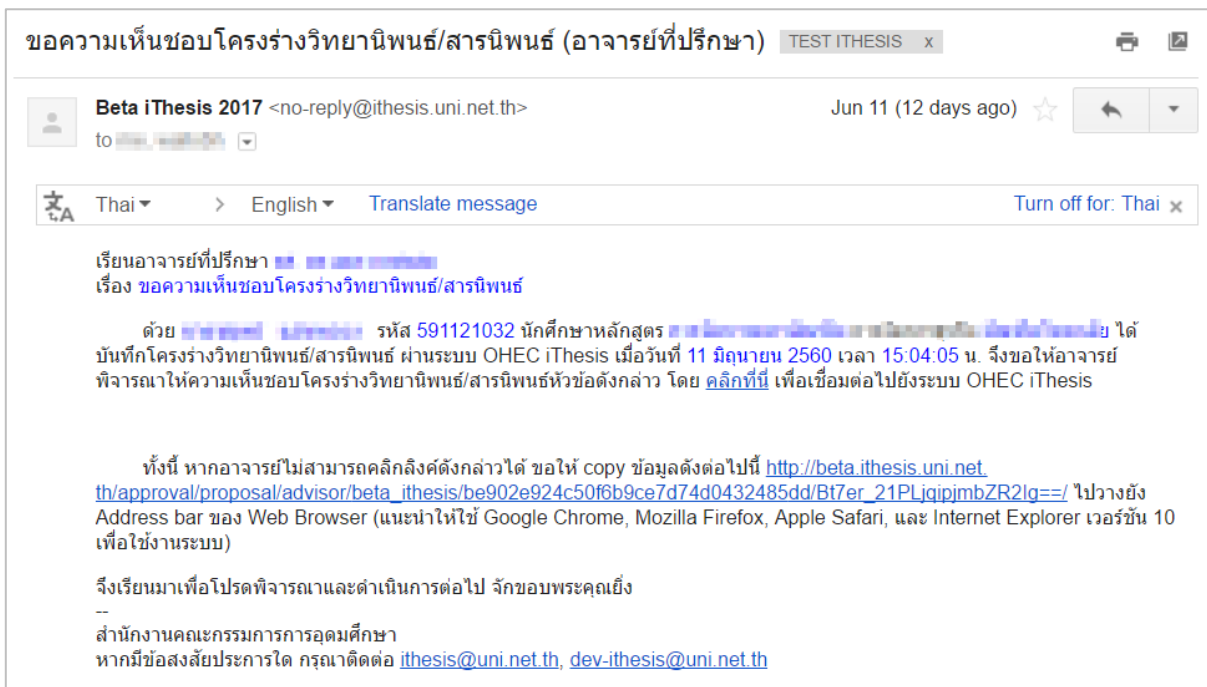 ขอความเห็นชอบโครงร่างวิทยานิพนธ์/สารนิพนธ์ (อาจารย์ที่ปรึกษา) TEST ITHESIS x
Beta iThesis 2017 <no-reply@ithesis.uni.net.th> Jun 11 (12 days ago)
to
Thai > English Translate message Turn off for: Thai x
เรียนอาจารย์ที่ปรึกษา
เรื่อง ขอความเห็นชอบโครงร่างวิทยานิพนธ์/สารนิพนธ์
ด้วย รหัส 591121032 นักศึกษาหลักสูตร ได้
บันทึกโครงร่างวิทยานิพนธ์/สารนิพนธ์ ผ่านระบบ OHEC iThesis เมื่อวันที่ 11 มิถุนายน 2560 เวลา 15:04:05 น. จึงขอให้อาจารย์
พิจารณาให้ความเห็นชอบโครงร่างวิทยานิพนธ์/สารนิพนธ์หัวข้อดังกล่าว โดย คลิกที่นี่ เพื่อเชื่อมต่อไปยังระบบ OHEC iThesis
ทั้งนี้ หากอาจารย์ไม่สามารถคลิกลิงค์ดังกล่าวได้ ขอให้ copy ข้อมูลดังต่อไปนี้ http://beta.ithesis.uni.net.
th/approval/proposal/advisor/beta_ithesis/be902e924c50f6b9ce7d74d0432485dd/Bt7er_21PLjqipjmbZR2Ig==/ ไปวางยัง
Address bar ของ Web Browser (แนะนำให้ใช้ Google Chrome, Mozilla Firefox, Apple Safari, และ Internet Explorer เวอร์ชัน 10
เพื่อใช้งานระบบ)
จึงเรียนมาเพื่อโปรดพิจารณาและดำเนินการต่อไป จักขอบพระคุณยิ่ง
--
สำนักงานคณะกรรมการการอุดมศึกษา
หากมีข้อสงสัยประการใด กรุณาติดต่อ ithesis@uni.net.th, dev-ithesis@uni.net.th